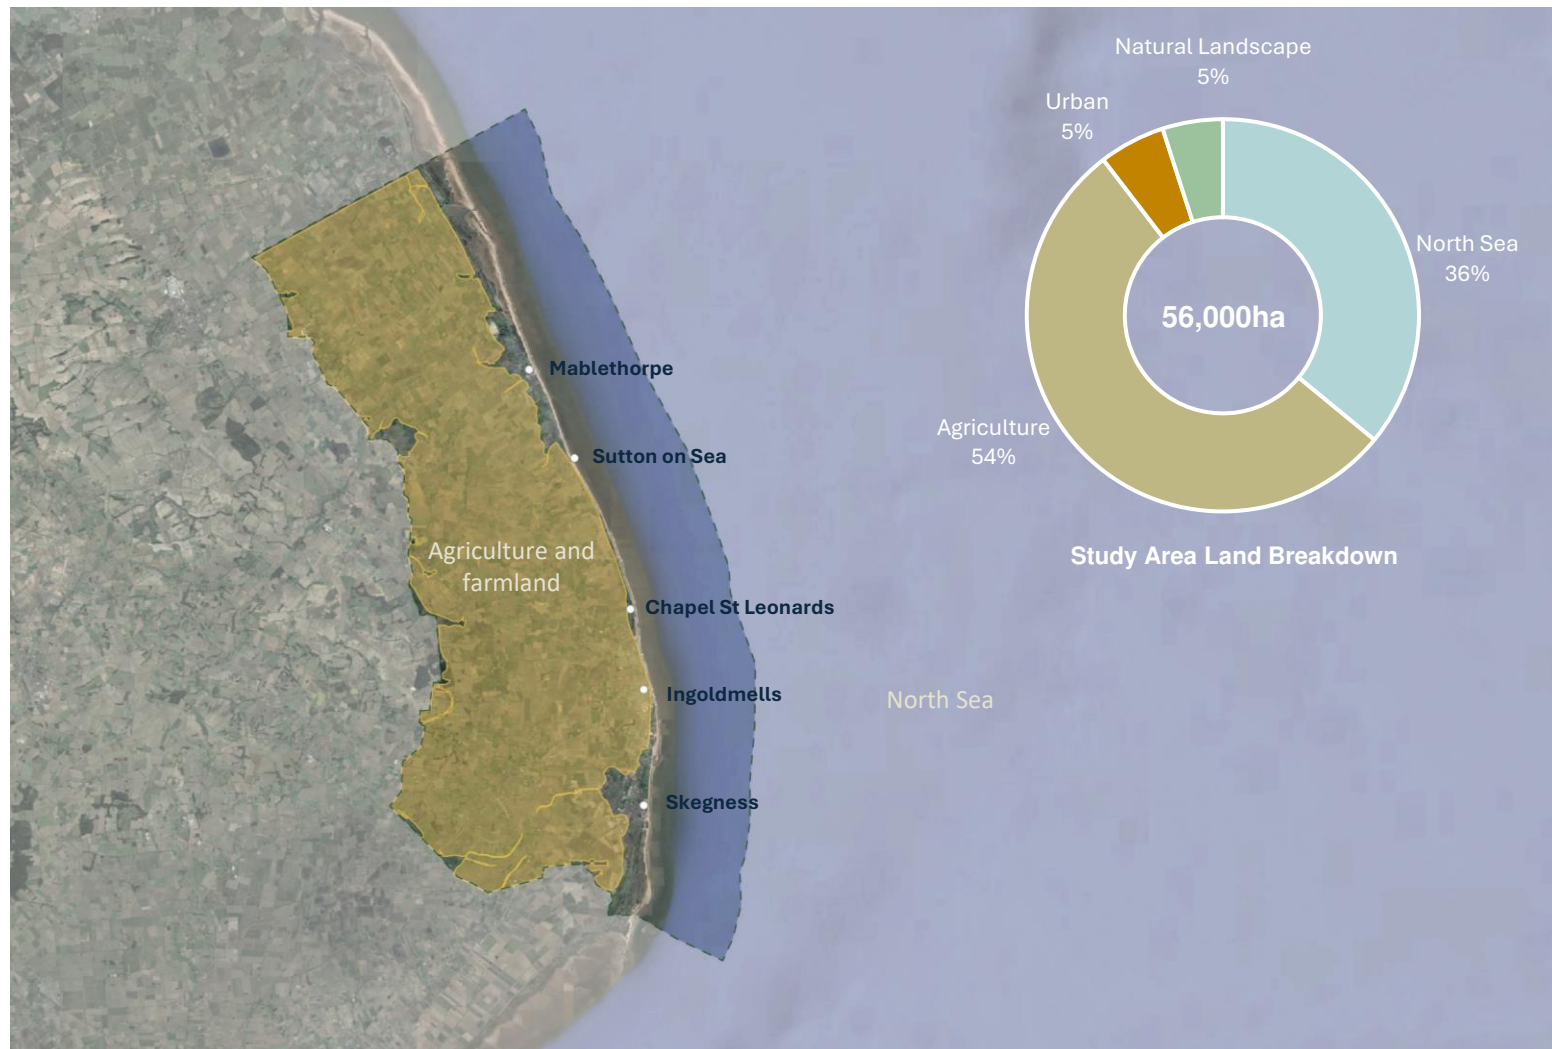 Natural Landscape
5%
Urban
5%
North Sea
36%
56,000ha
Agriculture
54%
Study Area Land Breakdown
Mablethorpe
Sutton on Sea
Agriculture and
farmland
Chapel St Leonards
Ingoldmells
North Sea
Skegness